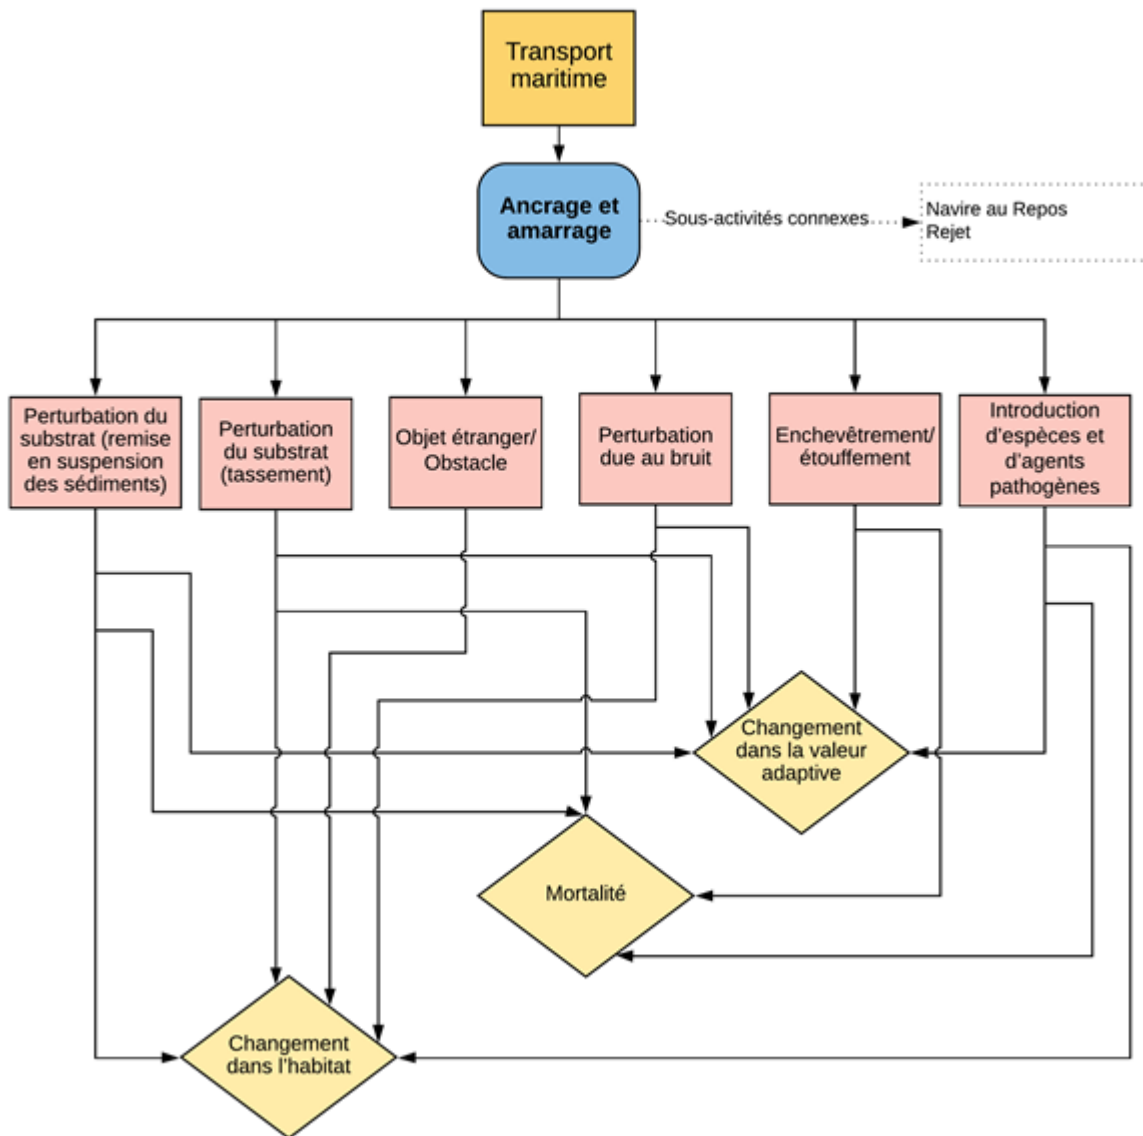 Transport
maritime
Ancrage et
amarrage
Sous-activités connexes
Navire au Repos
Rejet
Perturbation du
substrat (remise
en suspension
des sédiments)
Perturbation
du substrat
(tassement)
Objet étranger/
Obstacle
Perturbation
due au bruit
Enchevêtrement/
étouffement
Introduction
d'espèces et
d'agents
pathogènes
Changement
dans la valeur
adaptive
Mortalité
Changement
dans l'habitat